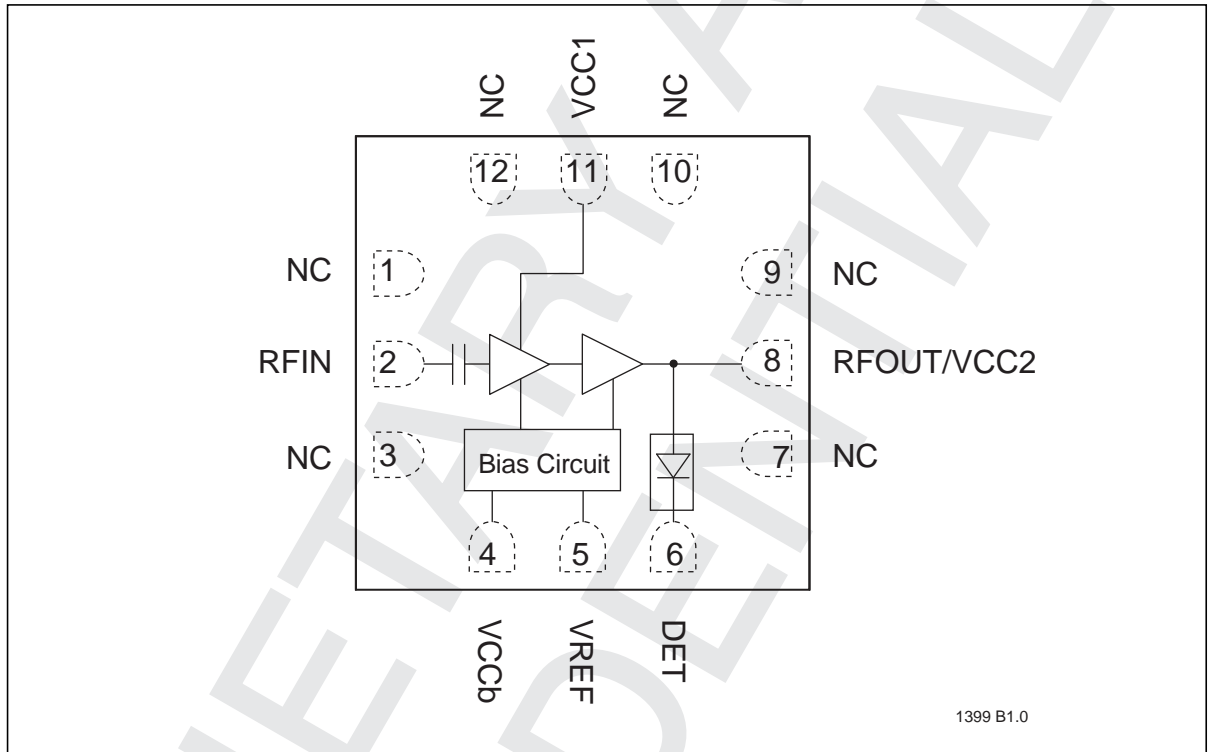 NC
VCC1
NC
12
11
10
NC
1
9
NC
RFIN
2
8
RFOUT/VCC2
NC
3
7
NC
Bias Circuit
4
5
6
VCCb
VREF
DET
1399 B1.0